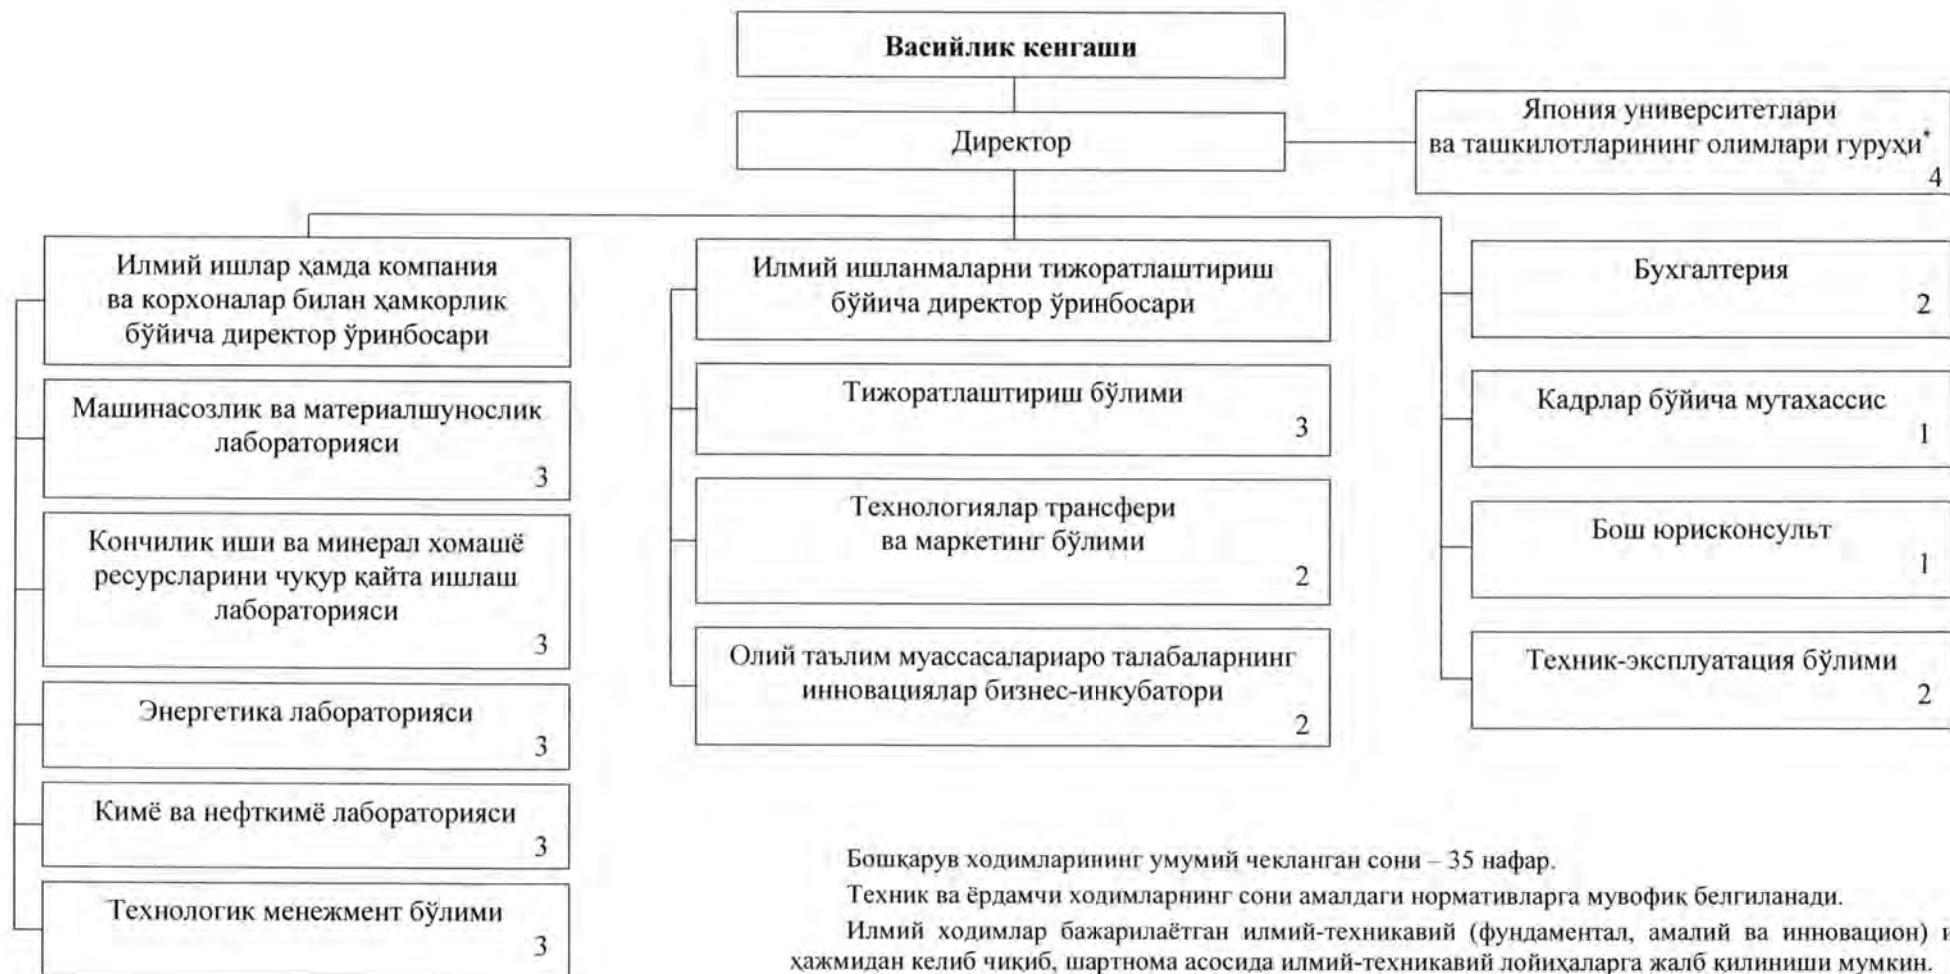 Васийлик кенгаши
Директор
Япония университетлари
ва ташкилотларининг олимлари гуруҳи*
4
Илмий ишлар ҳамда компания
ва корхоналар билан ҳамкорлик
бўйича директор ўринбосари
Машинасозлик ва материалшунослик
лабораторияси
3
Кончилик иши ва минерал хомашё
ресурсларини чуқур қайта ишлаш
лабораторияси
3
Энергетика лабораторияси
3
Кимё ва нефткимё лабораторияси
3
Технологик менежмент бўлими
3
Илмий ишланмаларни тижоратлаштириш
бўйича директор ўринбосари
Тижоратлаштириш бўлими
3
Технологиялар трансфери
ва маркетинг бўлими
2
Олий таълим муассасалариаро талабаларнинг
инновациялар бизнес-инкубатори
2
Бухгалтерия
2
Кадрлар бўйича мутахассис
1
Бош юрисконсульт
1
Техник-эксплуатация бўлими
2
Бошқарув ходимларининг умумий чекланган сони – 35 нафар.
Техник ва ёрдамчи ходимларнинг сони амалдаги нормативларга мувофиқ белгиланади.
Илмий ходимлар бажарилаётган илмий-техникавий (фундаментал, амалий ва инновацион)
ҳажмидан келиб чиқиб, шартнома асосида илмий-техникавий лойиҳаларга жалб қилиниши мумкин.